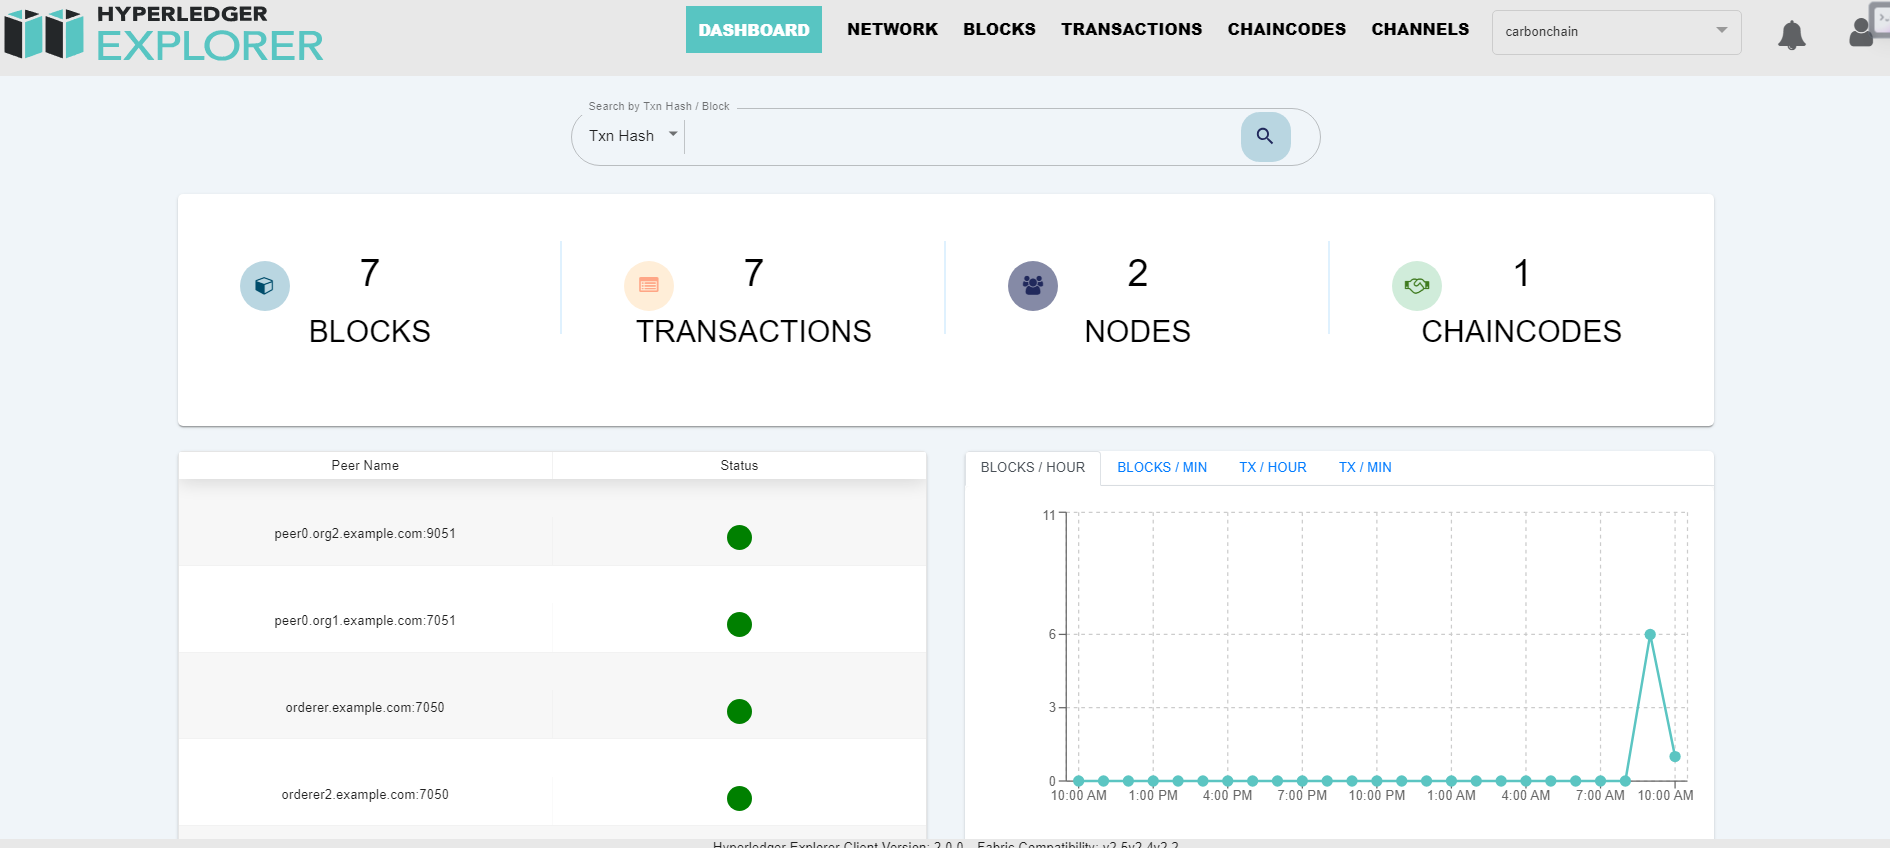 HYPERLEDGER
EXPLORER
DASHBOARD
NETWORK
BLOCKS
TRANSACTIONS
CHAINCODES
CHANNELS
carbonchain
Search by Txn Hash / Block
Txn Hash
7
BLOCKS
7
TRANSACTIONS
2
NODES
1
CHAINCODES
Peer Name
Status
peer0.org2.example.com:9051
peer0.org1.example.com:7051
orderer.example.com:7050
orderer2.example.com:7050
BLOCKS / HOUR
BLOCKS / MIN
TX / HOUR
TX / MIN
11
6
3
0
10:00 AM
1:00 PM
4:00 PM
7:00 PM
10:00 PM
1:00 AM
4:00 AM
7:00 AM
10:00 AM
Hyperledger Explorer Client Version: 2.0.0 Fabric Compatibility: v2.5v2.4v2.2